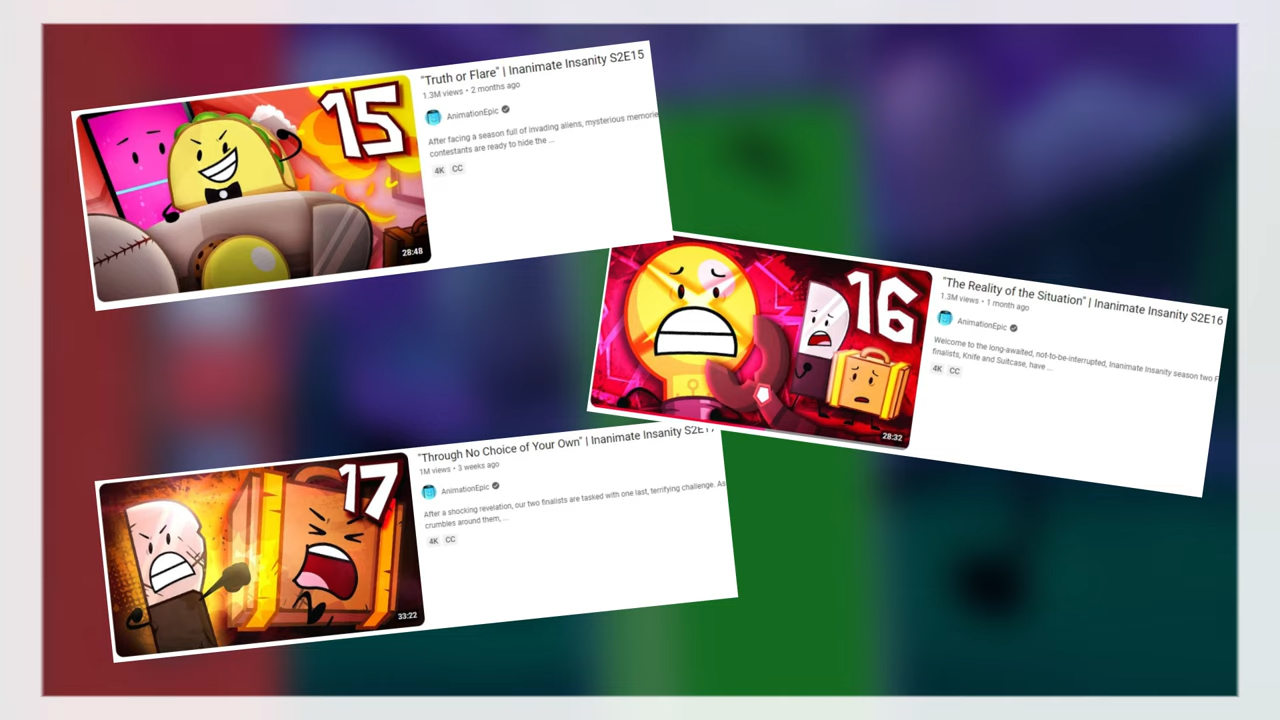 15
28:48
"Truth or Flare" | Inanimate Insanity S2E15
1.3M views • 2 months ago
AnimationEpic
After facing a season full of invading aliens, mysterious memorie
contestants are ready to hide the ...
4K CC
16
28:32
"The Reality of the Situation" | Inanimate Insanity S2E16
1.3M views • 1 month ago
AnimationEpic
Welcome to the long-awaited, not-to-be-interrupted, Inanimate Insanity season two F
finalists, Knife and Suitcase, have ...
4K CC
17
33:22
"Through No Choice of Your Own" | Inanimate Insanity S2E17
1M views • 3 weeks ago
AnimationEpic
After a shocking revelation, our two finalists are tasked with one last, terrifying challenge. As
crumbles around them, ...
4K CC